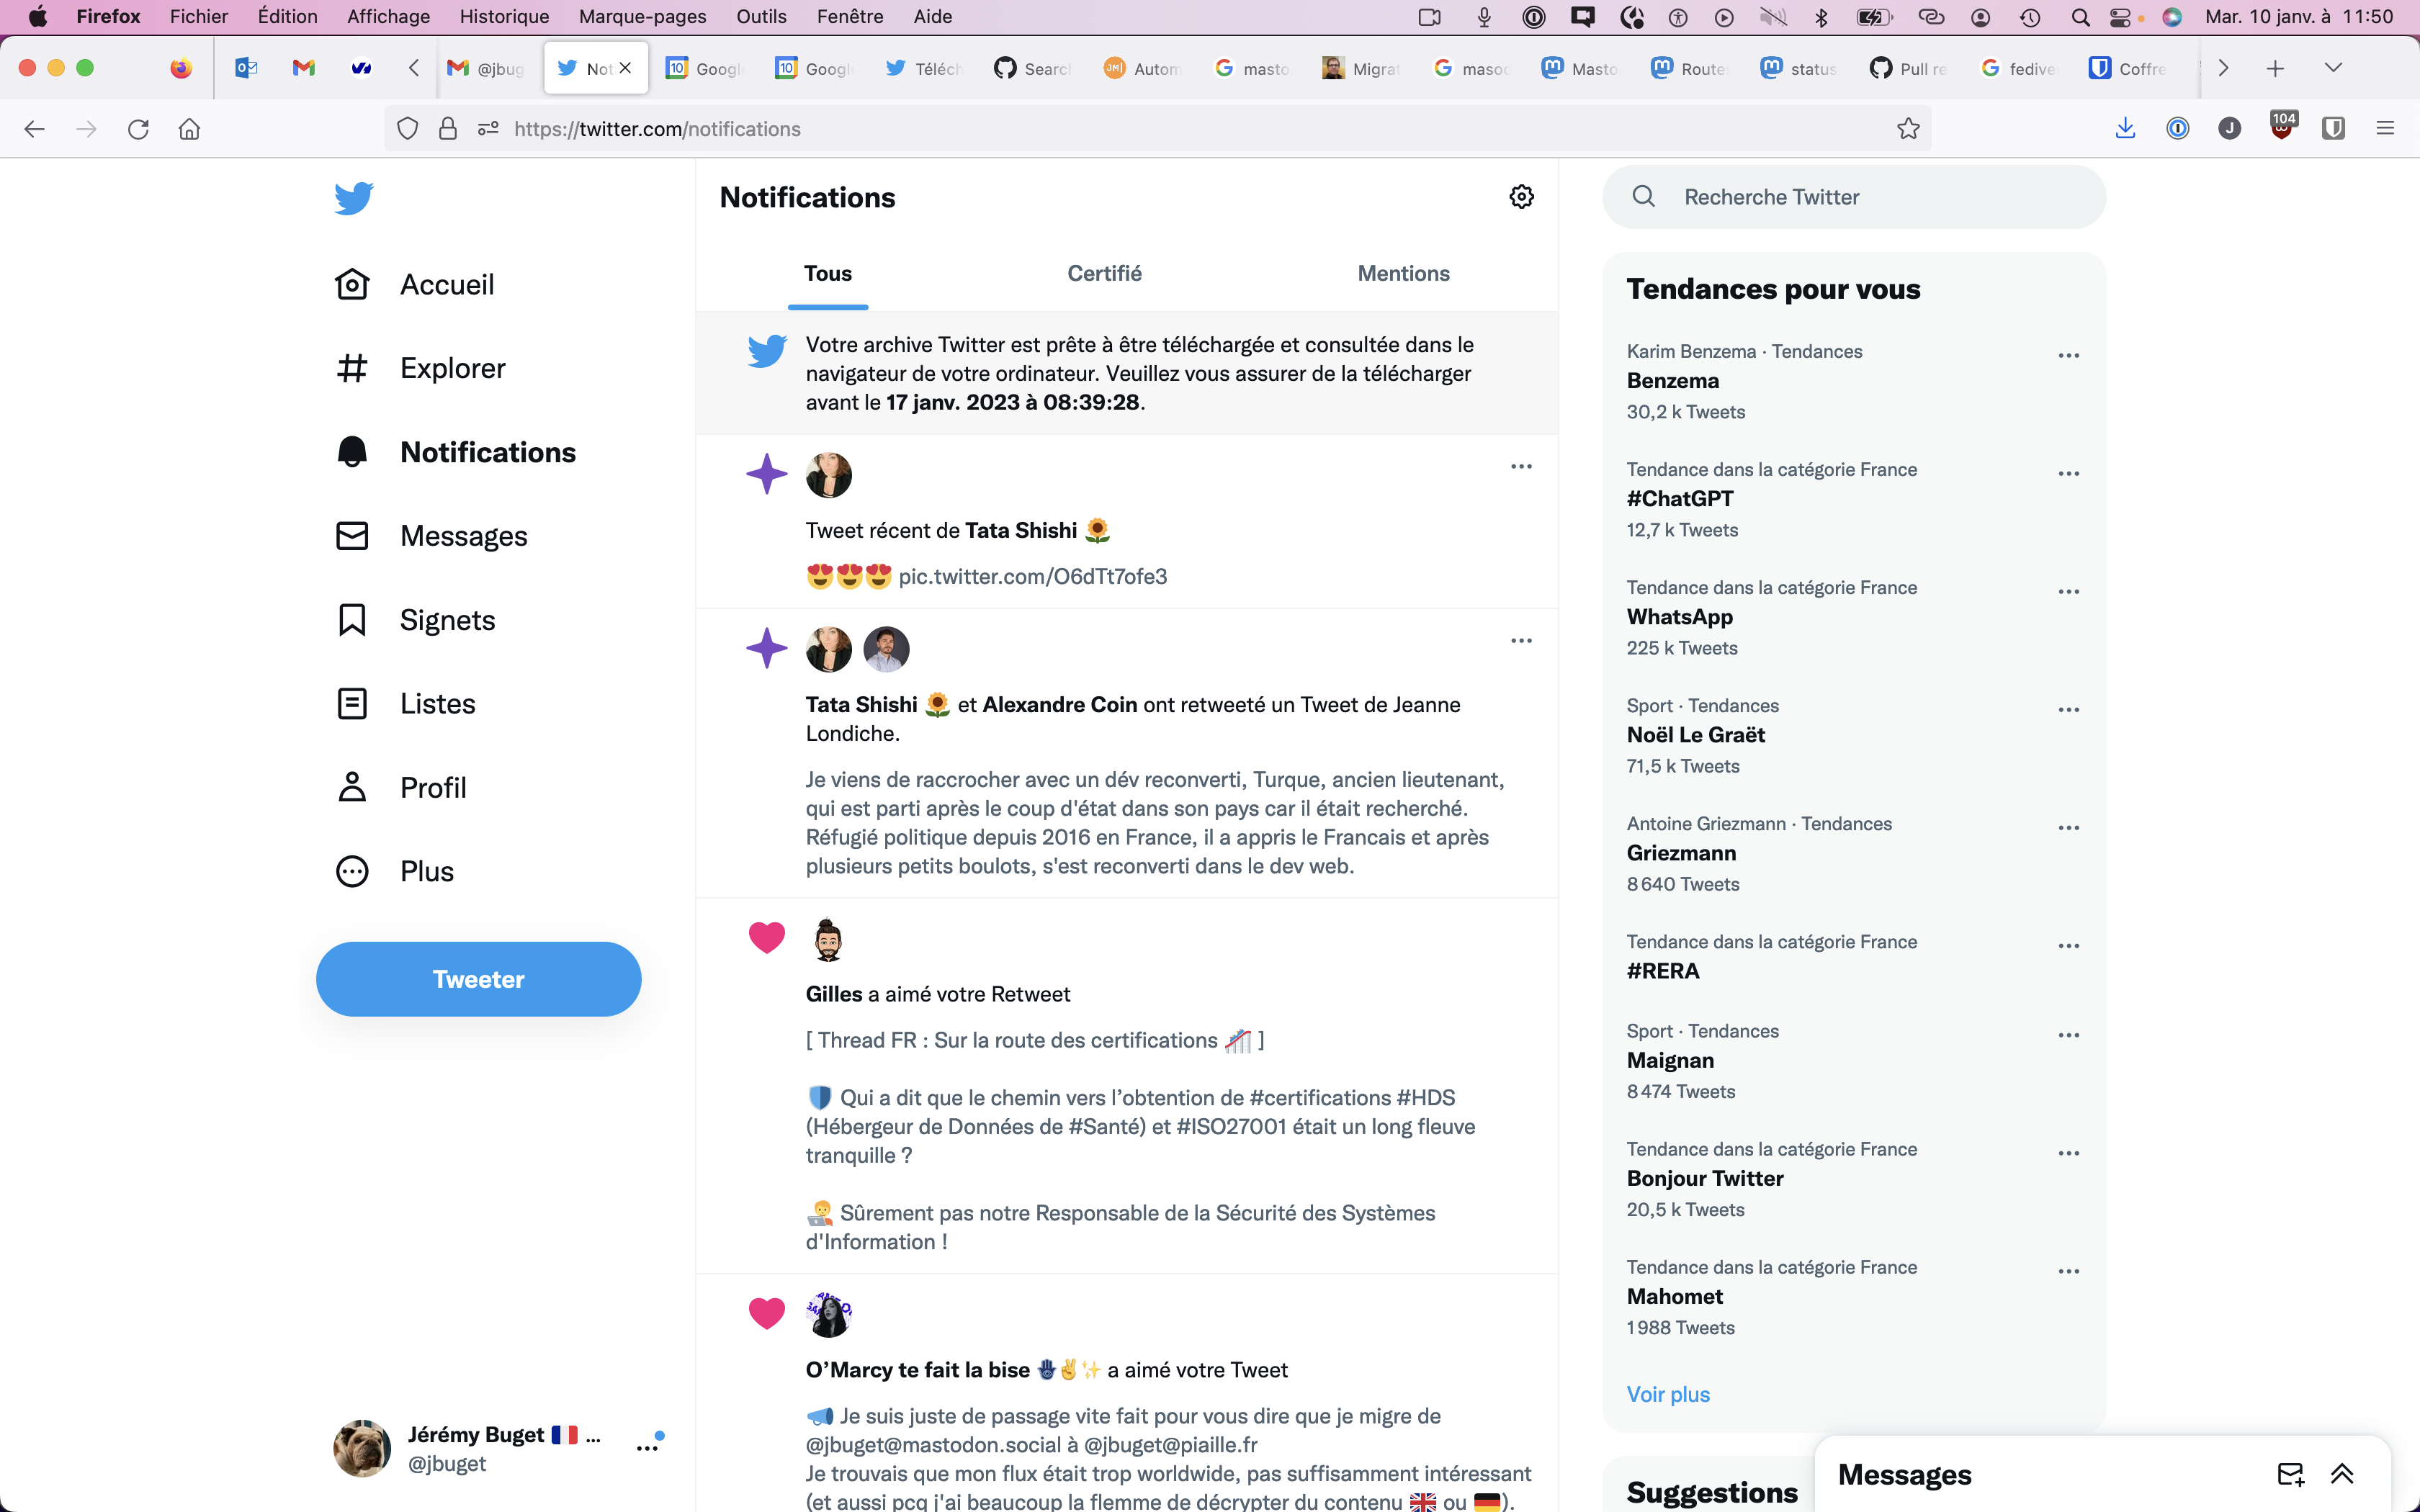 Firefox Fichier Édition Affichage Historique Marque-pages Outils Fenêtre Aide Mar. 10 janv. à 11:50
@jbug Not Googl Googl Téléch Search Autom masto Migrat masoc Masto Route status Pull re fedive Coffre
https://twitter.com/notifications
104
Accueil
Explorer
Notifications
Messages
Signets
Listes
Profil
Plus
Tweeter
Jérémy Buget 🇫🇷 ...
@jbuget
Notifications
Tous Certifié Mentions
Votre archive Twitter est prête à être téléchargée et consultée dans le
navigateur de votre ordinateur. Veuillez vous assurer de la télécharger
avant le 17 janv. 2023 à 08:39:28.
Tweet récent de Tata Shishi 🌻
😍😍😍 pic.twitter.com/O6dTt7ofe3
Tata Shishi 🌻 et Alexandre Coin ont retweeté un Tweet de Jeanne
Londiche.
Je viens de raccrocher avec un dév reconverti, Turque, ancien lieutenant,
qui est parti après le coup d'état dans son pays car il était recherché.
Réfugié politique depuis 2016 en France, il a appris le Francais et après
plusieurs petits boulots, s'est reconverti dans le dev web.
Gilles a aimé votre Retweet
[ Thread FR : Sur la route des certifications 🎢 ]
🛡️ Qui a dit que le chemin vers l’obtention de #certifications #HDS
(Hébergeur de Données de #Santé) et #ISO27001 était un long fleuve
tranquille ?
🧑‍💻 Sûrement pas notre Responsable de la Sécurité des Systèmes
d'Information !
O’Marcy te fait la bise 🪬✌️✨ a aimé votre Tweet
📣 Je suis juste de passage vite fait pour vous dire que je migre de
@jbuget@mastodon.social à @jbuget@piaille.fr
Je trouvais que mon flux était trop worldwide, pas suffisamment intéressant
(et aussi pcq j'ai beaucoup la flemme de décrypter du contenu 🇬🇧 ou 🇩🇪).
Recherche Twitter
Tendances pour vous
Karim Benzema · Tendances
Benzema
30,2 k Tweets
Tendance dans la catégorie France
#ChatGPT
12,7 k Tweets
Tendance dans la catégorie France
WhatsApp
225 k Tweets
Sport · Tendances
Noël Le Graët
71,5 k Tweets
Antoine Griezmann · Tendances
Griezmann
8 640 Tweets
Tendance dans la catégorie France
#RERA
Sport · Tendances
Maignan
8 474 Tweets
Tendance dans la catégorie France
Bonjour Twitter
20,5 k Tweets
Tendance dans la catégorie France
Mahomet
1 988 Tweets
Voir plus
Suggestions
Messages